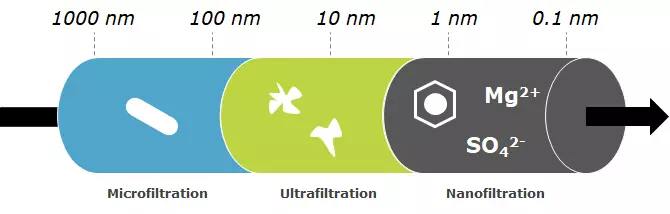 1000 nm 100 nm 10 nm 1 nm 0.1 nm
Mg²⁺
SO₄²⁻
Microfiltration Ultrafiltration Nanofiltration